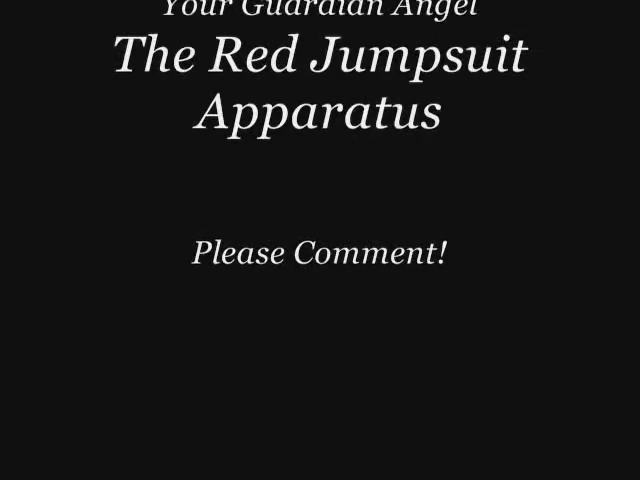 Your Guardian Angel
The Red Jumpsuit
Apparatus
Please Comment!